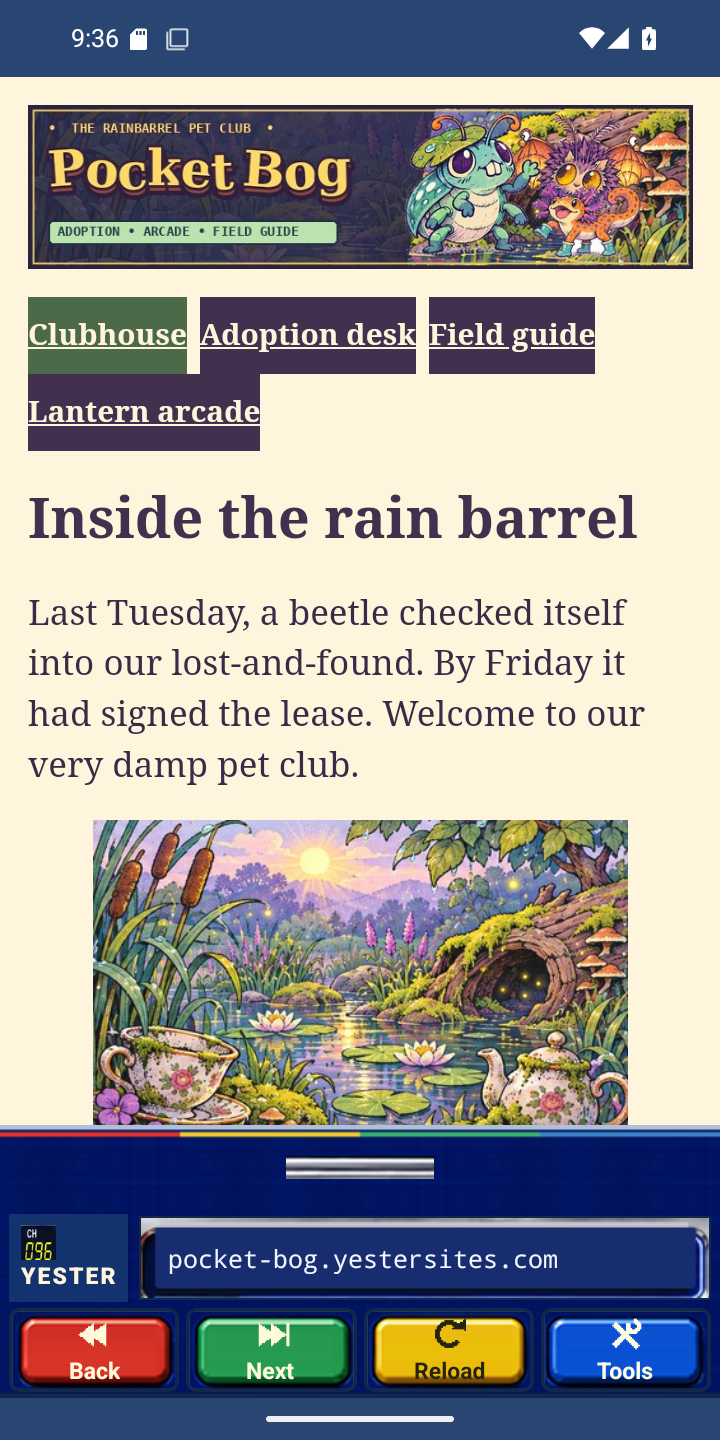 9:36
• THE RAINBARREL PET CLUB •
Pocket Bog
ADOPTION • ARCADE • FIELD GUIDE
Clubhouse Adoption desk Field guide
Lantern arcade
Inside the rain barrel
Last Tuesday, a beetle checked itself
into our lost-and-found. By Friday it
had signed the lease. Welcome to our
very damp pet club.
CH
096
YESTER
pocket-bog.yestersites.com
Back Next Reload Tools